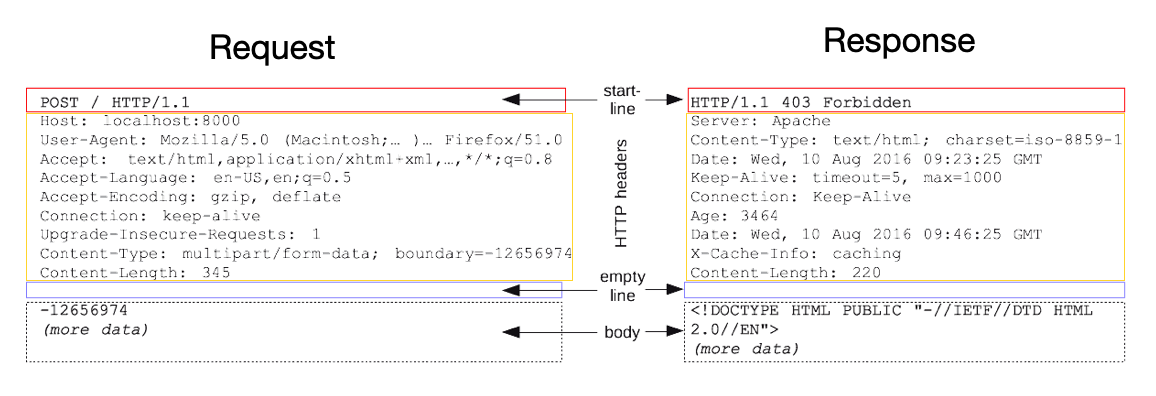 Request
POST / HTTP/1.1
Host: localhost:8000
User-Agent: Mozilla/5.0 (Macintosh;… )… Firefox/51.0
Accept: text/html,application/xhtml+xml,…,*/*;q=0.8
Accept-Language: en-US,en;q=0.5
Accept-Encoding: gzip, deflate
Connection: keep-alive
Upgrade-Insecure-Requests: 1
Content-Type: multipart/form-data; boundary=-12656974
Content-Length: 345
-12656974
(more data)
start-
line
HTTP headers
empty
line
body
Response
HTTP/1.1 403 Forbidden
Server: Apache
Content-Type: text/html; charset=iso-8859-1
Date: Wed, 10 Aug 2016 09:23:25 GMT
Keep-Alive: timeout=5, max=1000
Connection: Keep-Alive
Age: 3464
Date: Wed, 10 Aug 2016 09:46:25 GMT
X-Cache-Info: caching
Content-Length: 220
<!DOCTYPE HTML PUBLIC "-//IETF//DTD HTML
2.0//EN">
(more data)